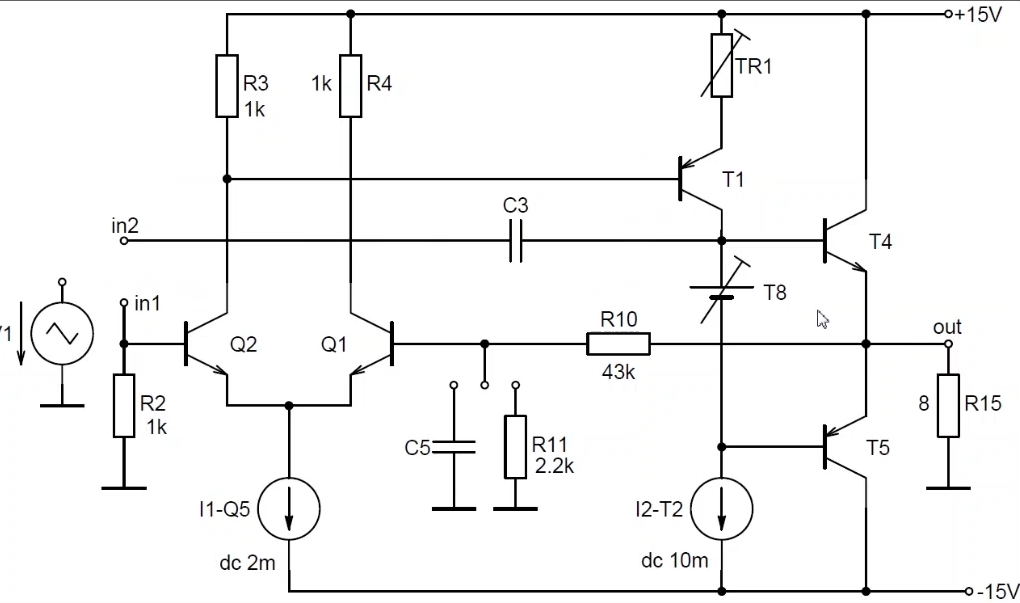 +15V
R3
1k
1k
R4
TR1
T1
C3
in2
T4
in1
T8
V1
Q2
Q1
R10
43k
out
R2
1k
C5
R11
2.2k
8
R15
T5
I1-Q5
dc 2m
I2-T2
dc 10m
-15V